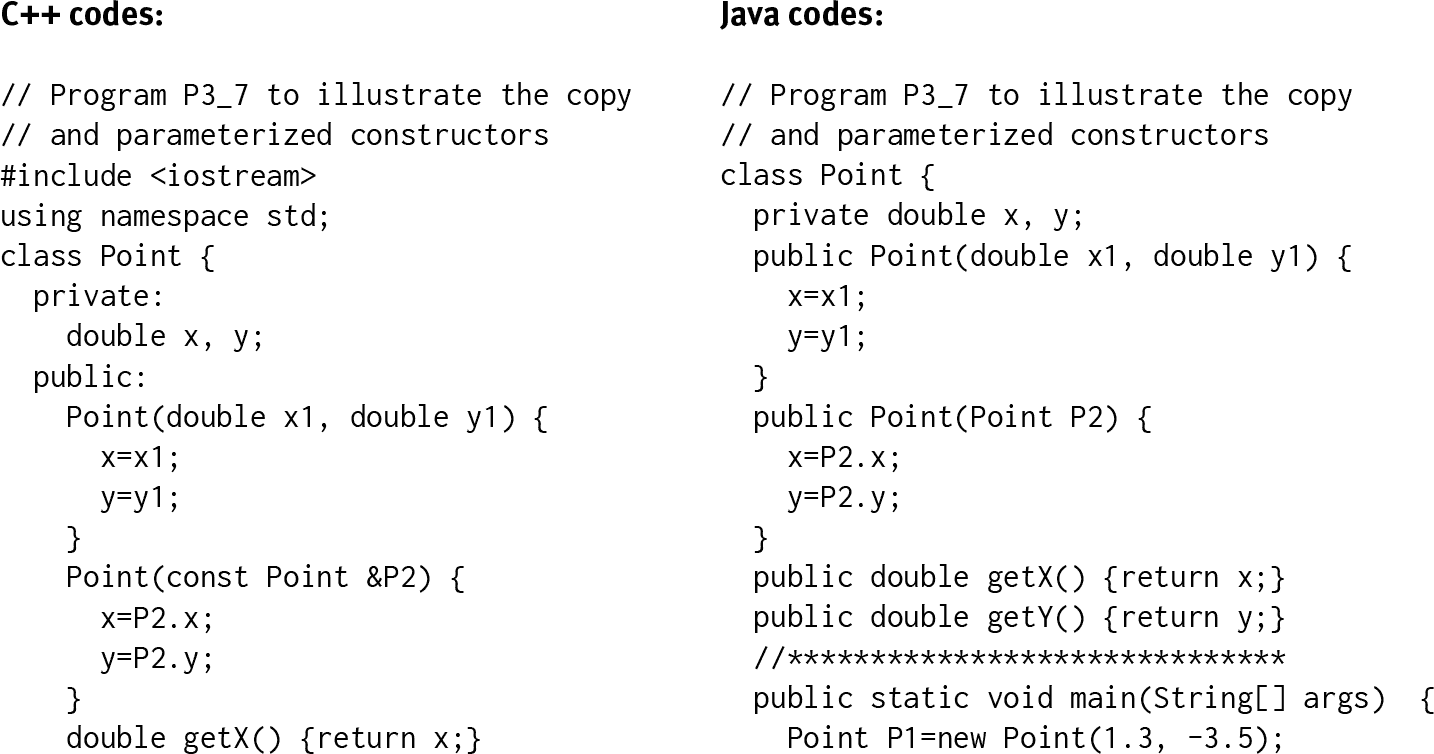 C++ codes:
// Program P3_7 to illustrate the copy
// and parameterized constructors
#include <iostream>
using namespace std;
class Point {
  private:
    double x, y;
  public:
    Point(double x1, double y1) {
      x=x1;
      y=y1;
    }
    Point(const Point &P2) {
      x=P2.x;
      y=P2.y;
    }
    double getX() {return x;}
Java codes:
// Program P3_7 to illustrate the copy
// and parameterized constructors
class Point {
  private double x, y;
  public Point(double x1, double y1) {
    x=x1;
    y=y1;
  }
  public Point(Point P2) {
    x=P2.x;
    y=P2.y;
  }
  public double getX() {return x;}
  public double getY() {return y;}
  //******************************
  public static void main(String[] args)  {
    Point P1=new Point(1.3, -3.5);